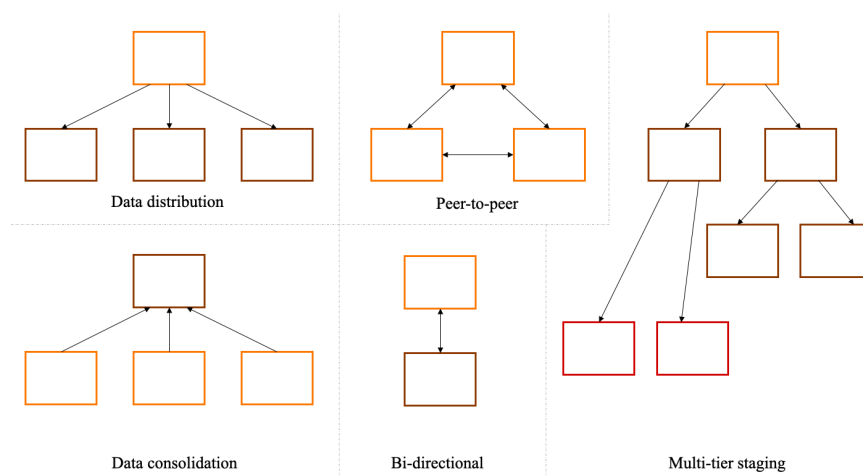 Data distribution
Peer-to-peer
Data consolidation
Bi-directional
Multi-tier staging